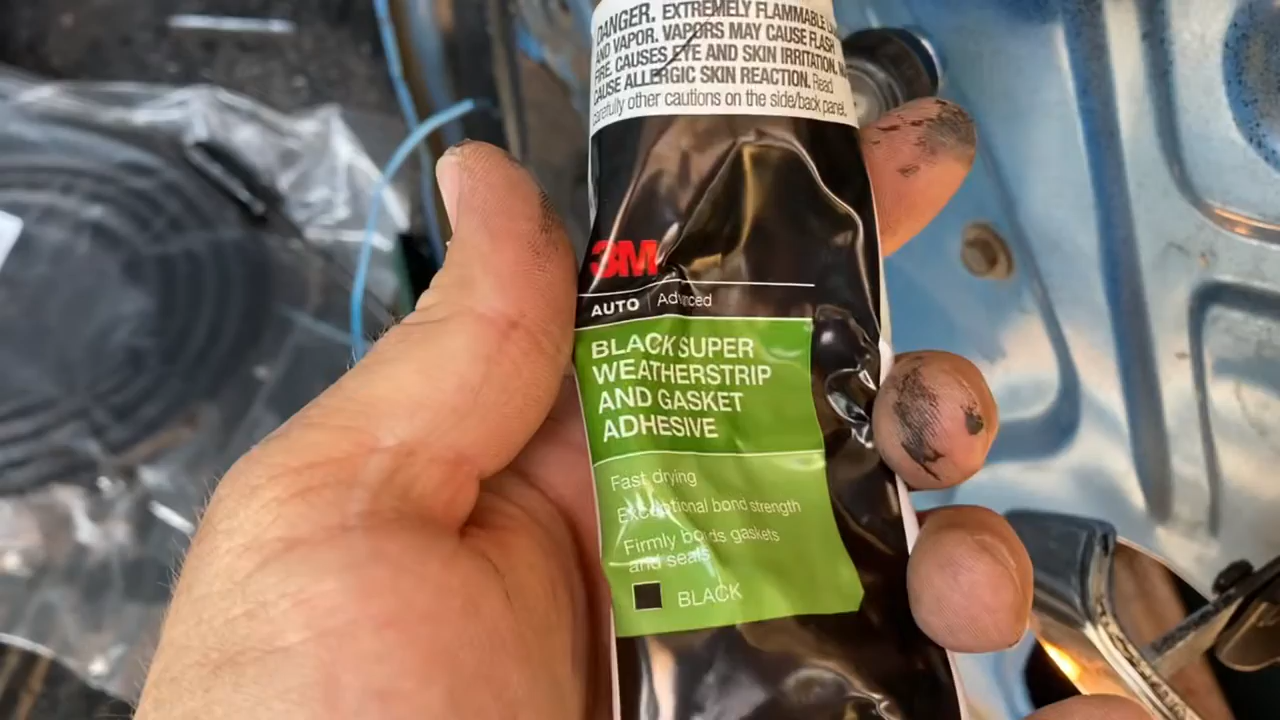 DANGER. EXTREMELY FLAMMABLE
AND VAPOR. VAPORS MAY CAUSE FLASH
FIRE. CAUSES EYE AND SKIN IRRITATION.
CAUSE ALLERGIC SKIN REACTION. Read
carefully other cautions on the side/back panel.
3M
AUTO | Advanced
BLACK SUPER
WEATHERSTRIP
AND GASKET
ADHESIVE
Fast drying
Exceptional bond strength
Firmly bonds gaskets
and seals
BLACK